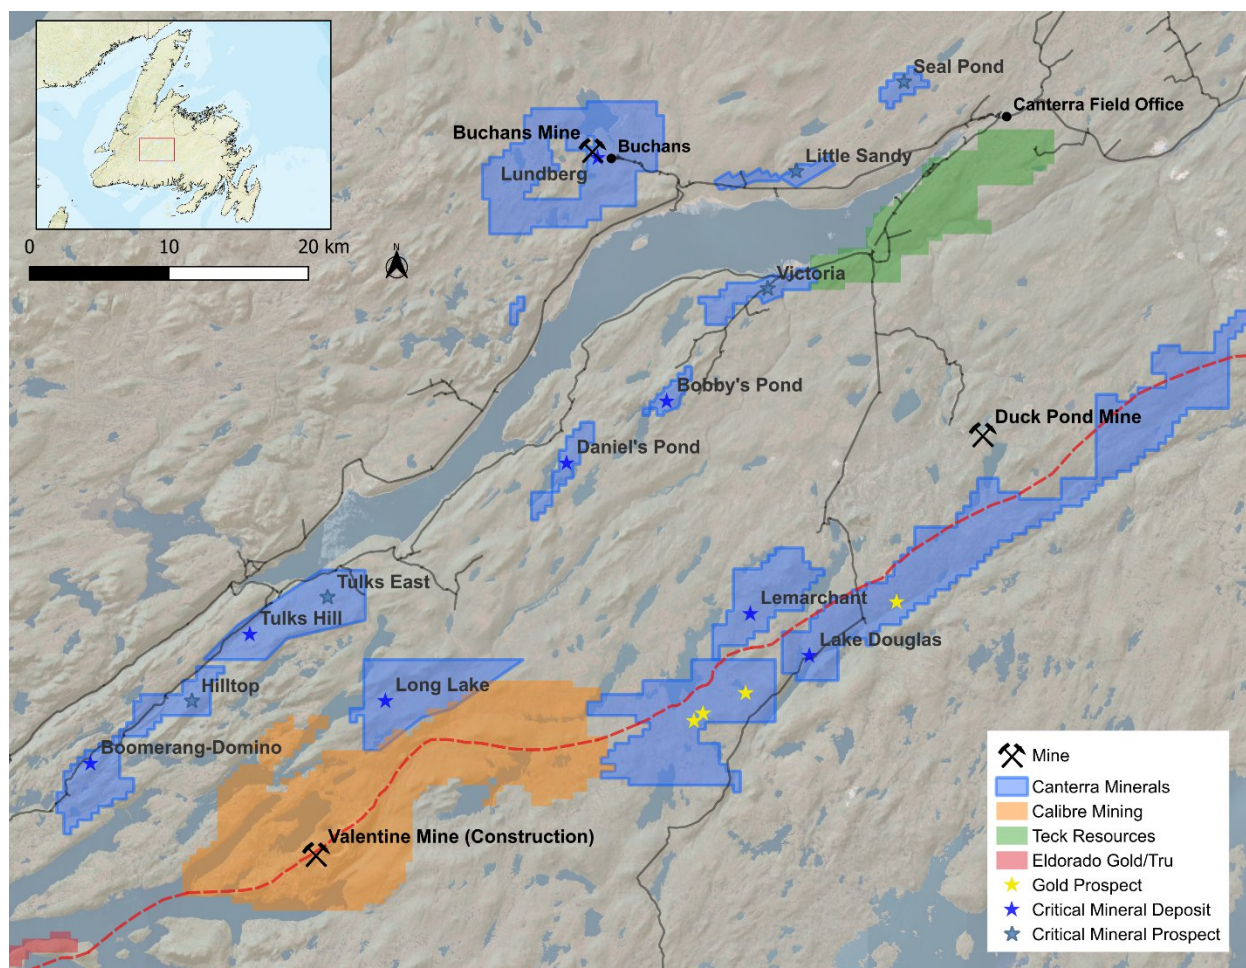 Seal Pond
Canterra Field Office
Buchans Mine
Buchans
Little Sandy
Lundberg
0 10 20 km
N
Victoria
Bobby's Pond
Duck Pond Mine
Daniel's Pond
Tulks East
Lemarchant
Tulks Hill
Lake Douglas
Hilltop
Long Lake
Boomerang-Domino
Valentine Mine (Construction)
Mine
Canterra Minerals
Calibre Mining
Teck Resources
Eldorado Gold/Tru
Gold Prospect
Critical Mineral Deposit
Critical Mineral Prospect